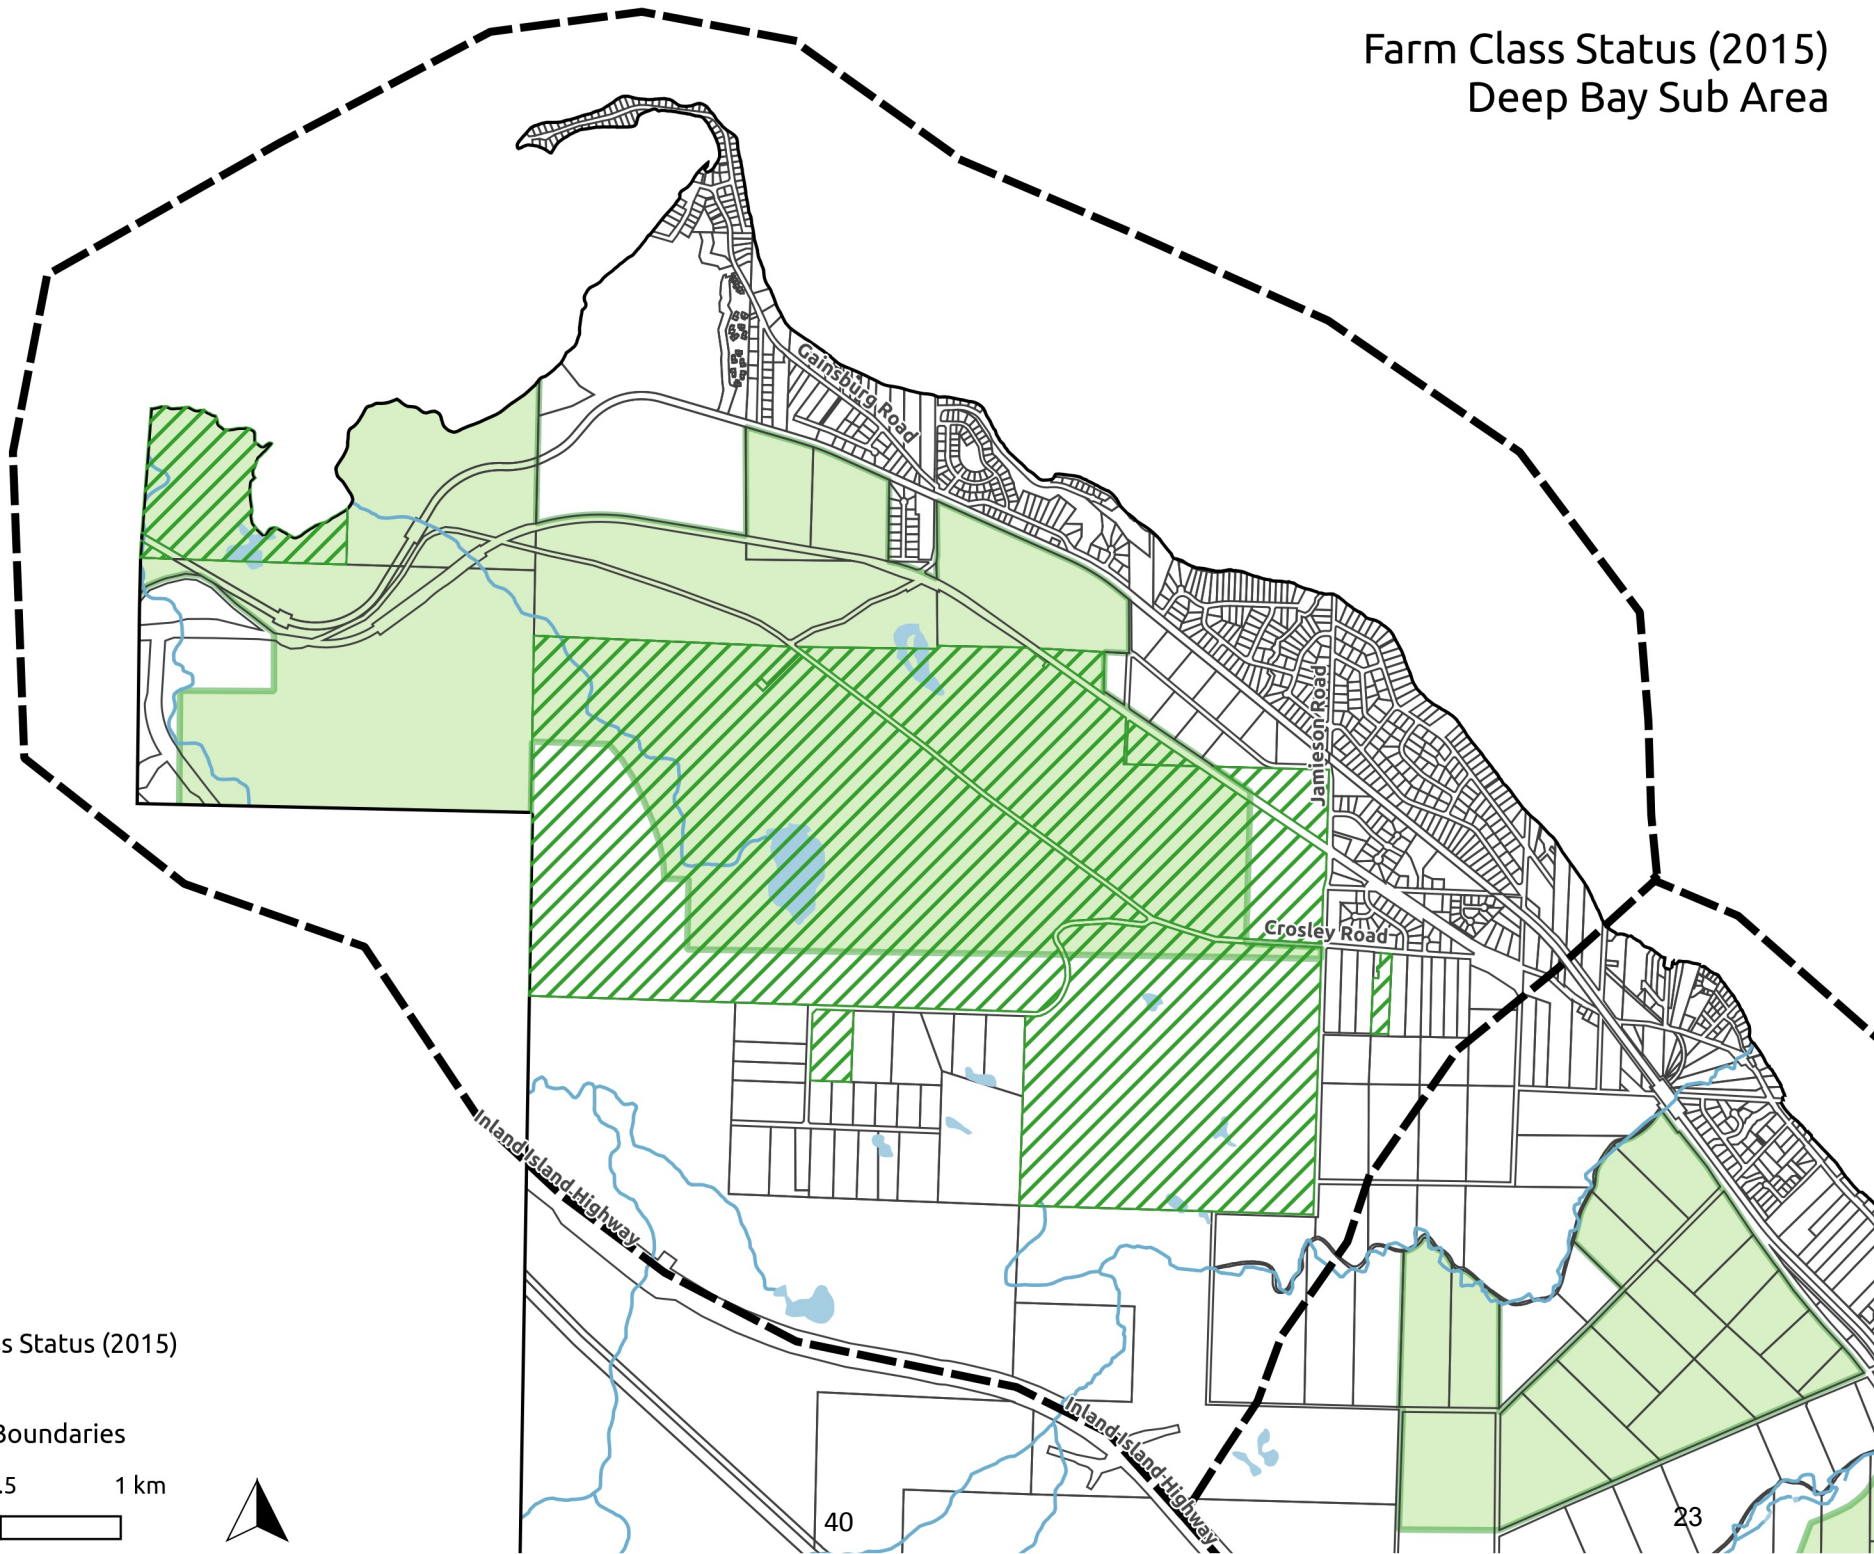 Farm Class Status (2015)
Deep Bay Sub Area
Gainsburg Road
Jamieson Road
Crosley Road
Inland Island Highway
Inland Island Highway
s Status (2015)
Boundaries
.5 1 km
40
23